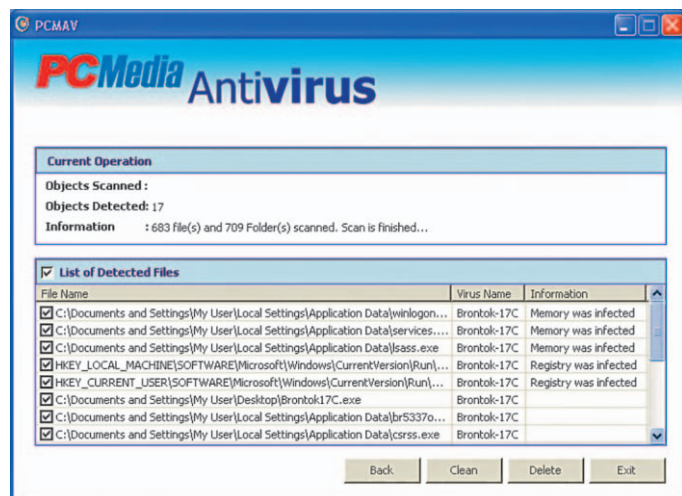 PCMAV
PCMedia Antivirus
Current Operation
Objects Scanned :
Objects Detected: 17
Information : 683 file(s) and 709 Folder(s) scanned. Scan is finished...
List of Detected Files
File Name Virus Name Information
C:\Documents and Settings\My User\Local Settings\Application Data\winlogon... Brontok-17C Memory was infected
C:\Documents and Settings\My User\Local Settings\Application Data\services.... Brontok-17C Memory was infected
C:\Documents and Settings\My User\Local Settings\Application Data\lsass.exe Brontok-17C Memory was infected
HKEY_LOCAL_MACHINE\SOFTWARE\Microsoft\Windows\CurrentVersion\Run\... Brontok-17C Registry was infected
HKEY_CURRENT_USER\SOFTWARE\Microsoft\Windows\CurrentVersion\Run\... Brontok-17C Registry was infected
C:\Documents and Settings\My User\Desktop\Brontok17C.exe Brontok-17C
C:\Documents and Settings\My User\Local Settings\Application Data\br5337o... Brontok-17C
C:\Documents and Settings\My User\Local Settings\Application Data\csrss.exe Brontok-17C
Back Clean Delete Exit